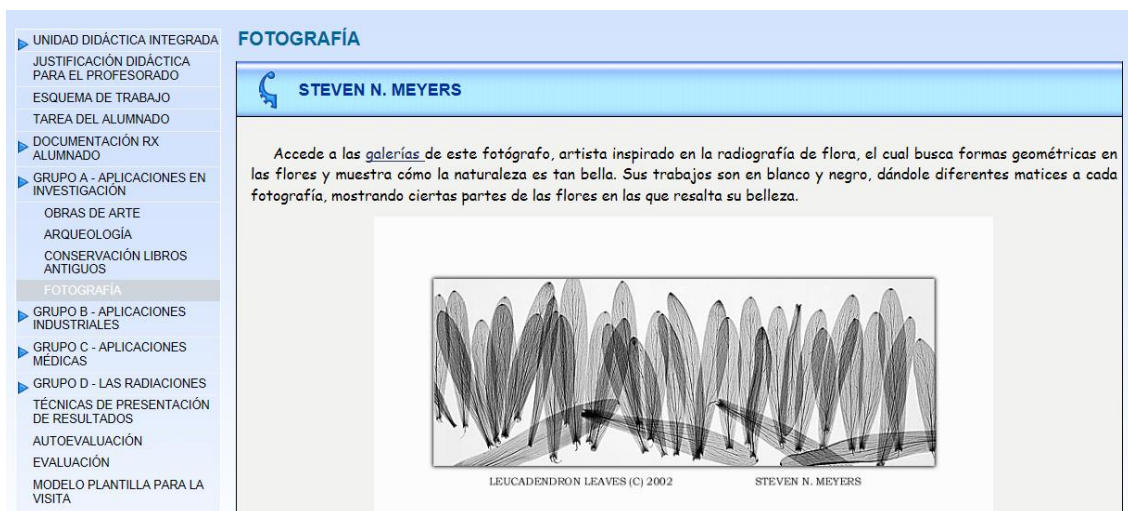 UNIDAD DIDÁCTICA INTEGRADA
JUSTIFICACIÓN DIDÁCTICA
PARA EL PROFESORADO
ESQUEMA DE TRABAJO
TAREA DEL ALUMNADO
DOCUMENTACIÓN RX
ALUMNADO
GRUPO A - APLICACIONES EN
INVESTIGACIÓN
OBRAS DE ARTE
ARQUEOLOGÍA
CONSERVACIÓN LIBROS
ANTIGUOS
FOTOGRAFÍA
GRUPO B - APLICACIONES
INDUSTRIALES
GRUPO C - APLICACIONES
MÉDICAS
GRUPO D - LAS RADIACIONES
TÉCNICAS DE PRESENTACIÓN
DE RESULTADOS
AUTOEVALUACIÓN
EVALUACIÓN
MODELO PLANTILLA PARA LA
VISITA
FOTOGRAFÍA
STEVEN N. MEYERS
Accede a las galerías de este fotógrafo, artista inspirado en la radiografía de flora, el cual busca formas geométricas en
las flores y muestra cómo la naturaleza es tan bella. Sus trabajos son en blanco y negro, dándole diferentes matices a cada
fotografía, mostrando ciertas partes de las flores en las que resalta su belleza.
LEUCADENDRON LEAVES (C) 2002 STEVEN N. MEYERS